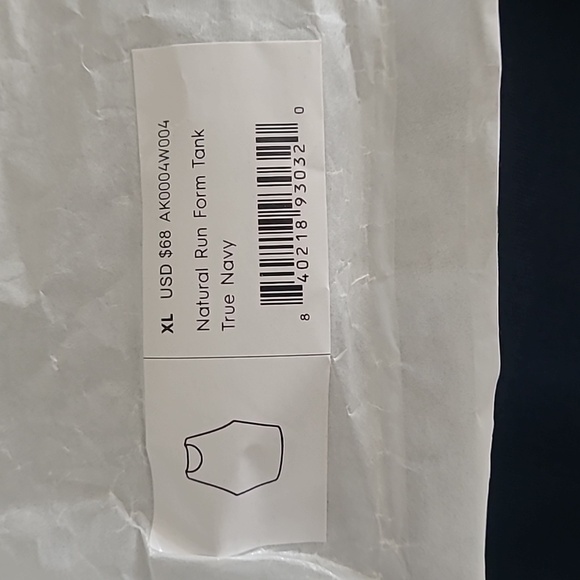 XL USD $68 AK0004W004
Natural Run Form Tank
True Navy
8 40218 93032 0